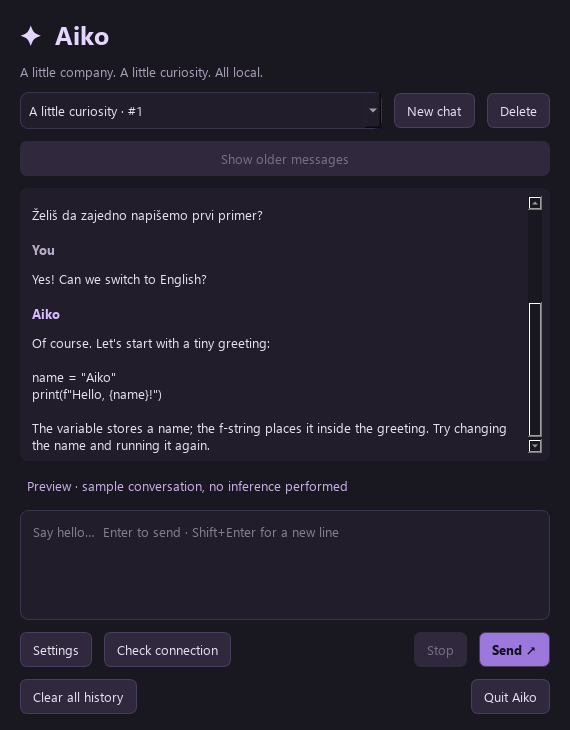 ✦ Aiko
A little company. A little curiosity. All local.
A little curiosity · #1
New chat
Delete
Show older messages
Želiš da zajedno napišemo prvi primer?
You
Yes! Can we switch to English?
Aiko
Of course. Let's start with a tiny greeting:
name = "Aiko"
print(f"Hello, {name}!")
The variable stores a name; the f-string places it inside the greeting. Try changing
the name and running it again.
Preview · sample conversation, no inference performed
Say hello... Enter to send · Shift+Enter for a new line
Settings
Check connection
Stop
Send ↗
Clear all history
Quit Aiko